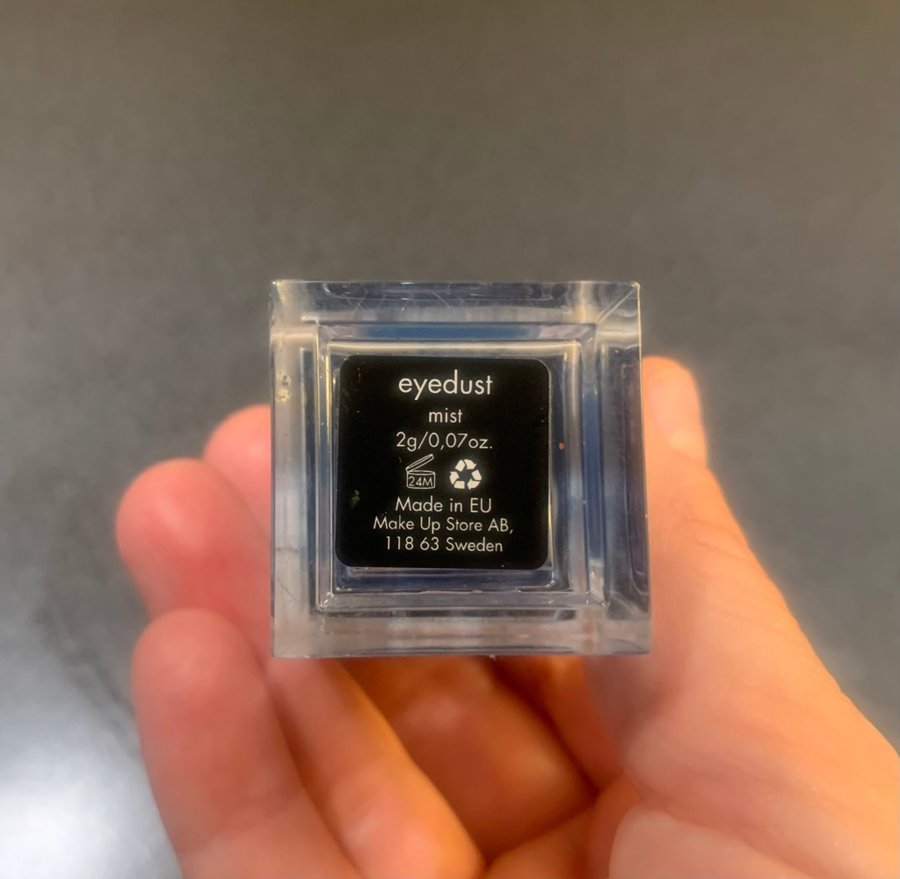 eyedust
mist
2g/0,07oz.
24M
Made in EU
Make Up Store AB,
118 63 Sweden